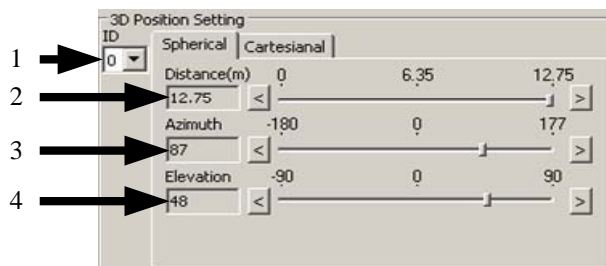 3D Position Setting
ID
Spherical Cartesianal
1
0
Distance(m) 0 6.35 12.75
2
12.75 < >
Azimuth -180 0 177
3
87 < >
Elevation -90 0 90
4
48 < >